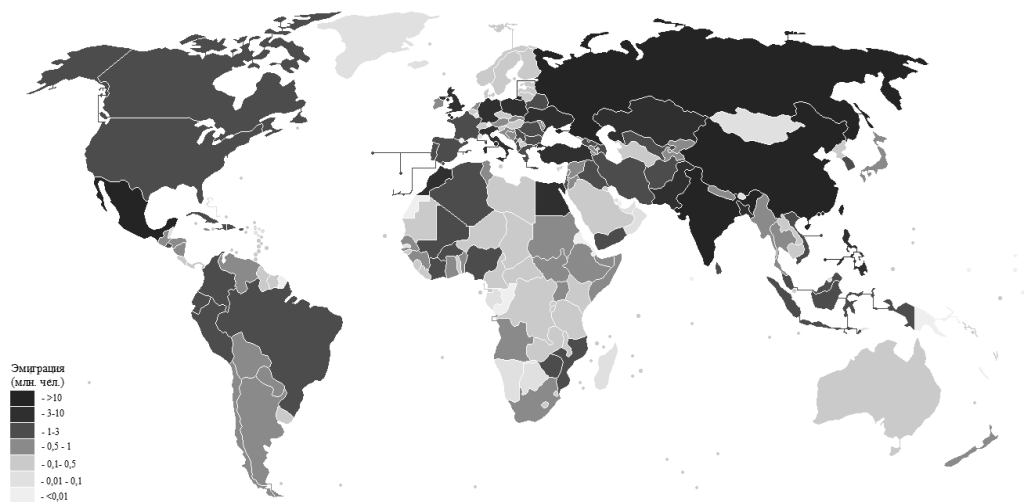 Эмиграция
(млн. чел.)
- >10
- 3-10
- 1-3
- 0,5 - 1
- 0,1- 0,5
- 0,01 - 0,1
- <0,01